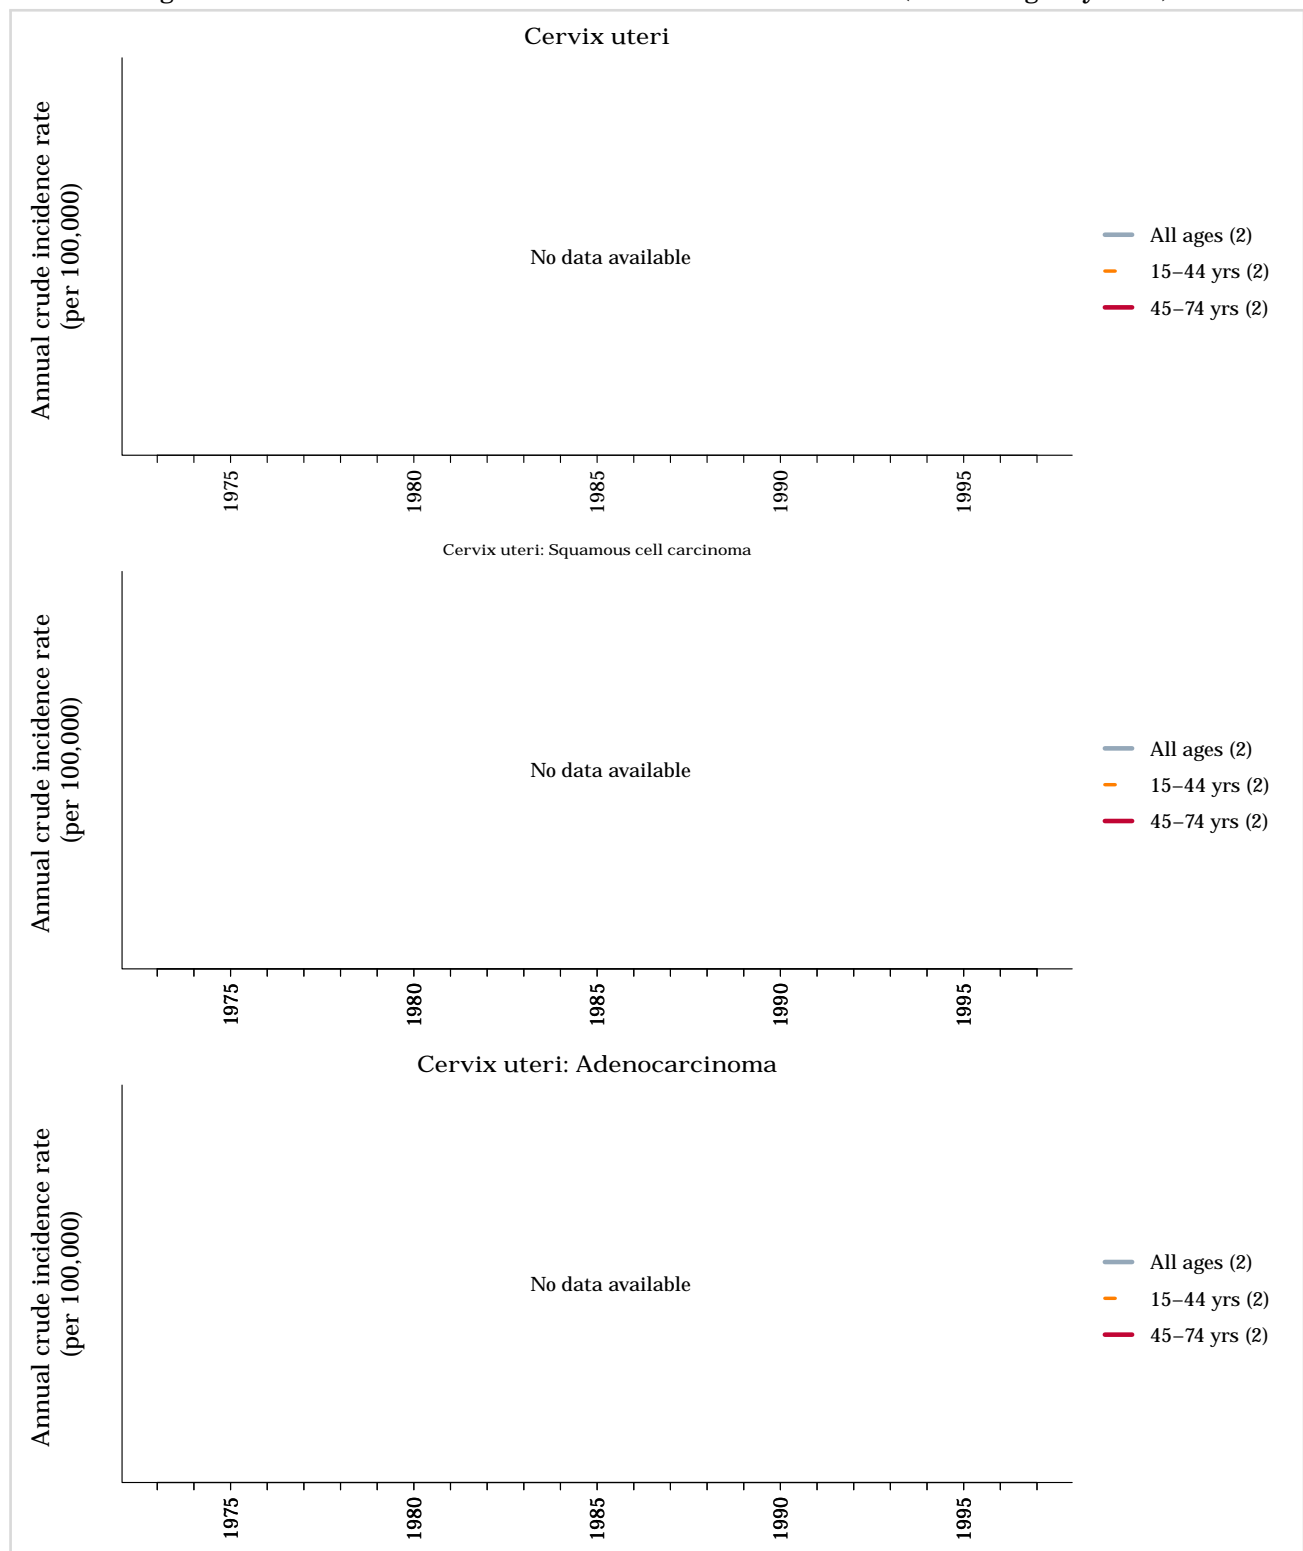 Cervix uteri
Annual crude incidence rate
(per 100,000)
No data available
All ages (2)
15–44 yrs (2)
45–74 yrs (2)
1975
1980
1985
1990
1995
Cervix uteri: Squamous cell carcinoma
Annual crude incidence rate
(per 100,000)
No data available
All ages (2)
15–44 yrs (2)
45–74 yrs (2)
1975
1980
1985
1990
1995
Cervix uteri: Adenocarcinoma
Annual crude incidence rate
(per 100,000)
No data available
All ages (2)
15–44 yrs (2)
45–74 yrs (2)
1975
1980
1985
1990
1995